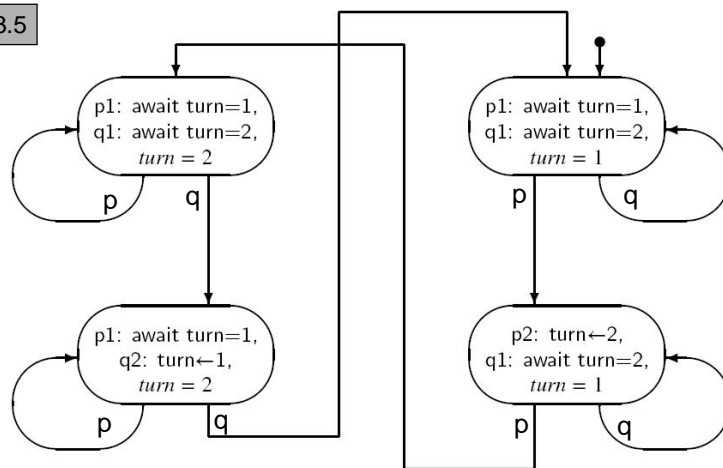 3.5
p1: await turn=1,
q1: await turn=2,
turn = 2
p
q
p1: await turn=1,
q1: await turn=2,
turn = 1
p
q
p1: await turn=1,
q2: turn←1,
turn = 2
p
q
p2: turn←2,
q1: await turn=2,
turn = 1
p
q